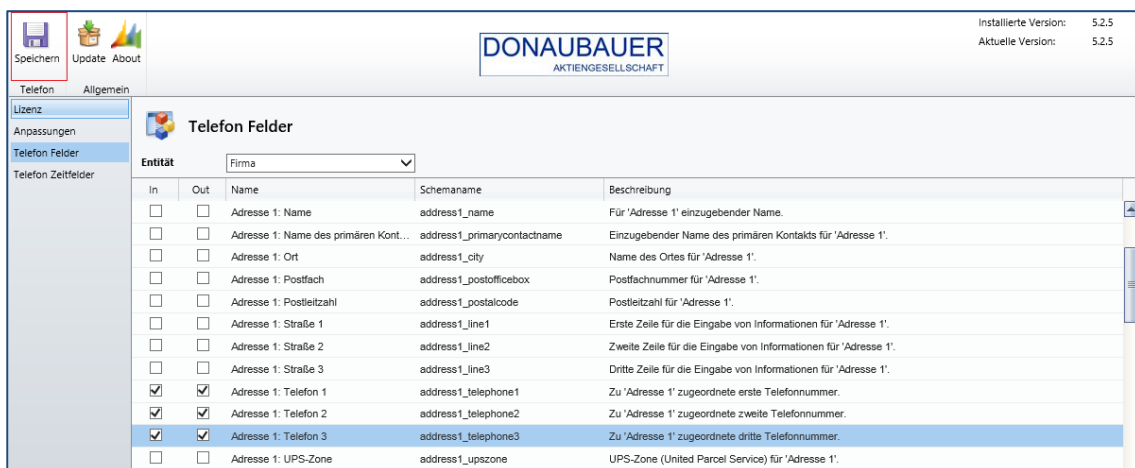 Installierte Version: 5.2.5
Aktuelle Version: 5.2.5
Speichern Update About
DONAUBAUER
AKTIENGESELLSCHAFT
Telefon Allgemein
Lizenz
Anpassungen
Telefon Felder
Telefon Zeitfelder
Telefon Felder
Entität Firma
In Out Name Schemaname Beschreibung
Adresse 1: Name address1_name Für 'Adresse 1' einzugebender Name.
Adresse 1: Name des primären Kont... address1_primarycontactname Einzugebender Name des primären Kontakts für 'Adresse 1'.
Adresse 1: Ort address1_city Name des Ortes für 'Adresse 1'.
Adresse 1: Postfach address1_postofficebox Postfachnummer für 'Adresse 1'.
Adresse 1: Postleitzahl address1_postalcode Postleitzahl für 'Adresse 1'.
Adresse 1: Straße 1 address1_line1 Erste Zeile für die Eingabe von Informationen für 'Adresse 1'.
Adresse 1: Straße 2 address1_line2 Zweite Zeile für die Eingabe von Informationen für 'Adresse 1'.
Adresse 1: Straße 3 address1_line3 Dritte Zeile für die Eingabe von Informationen für 'Adresse 1'.
Adresse 1: Telefon 1 address1_telephone1 Zu 'Adresse 1' zugeordnete erste Telefonnummer.
Adresse 1: Telefon 2 address1_telephone2 Zu 'Adresse 1' zugeordnete zweite Telefonnummer.
Adresse 1: Telefon 3 address1_telephone3 Zu 'Adresse 1' zugeordnete dritte Telefonnummer.
Adresse 1: UPS-Zone address1_upszone UPS-Zone (United Parcel Service) für 'Adresse 1'.